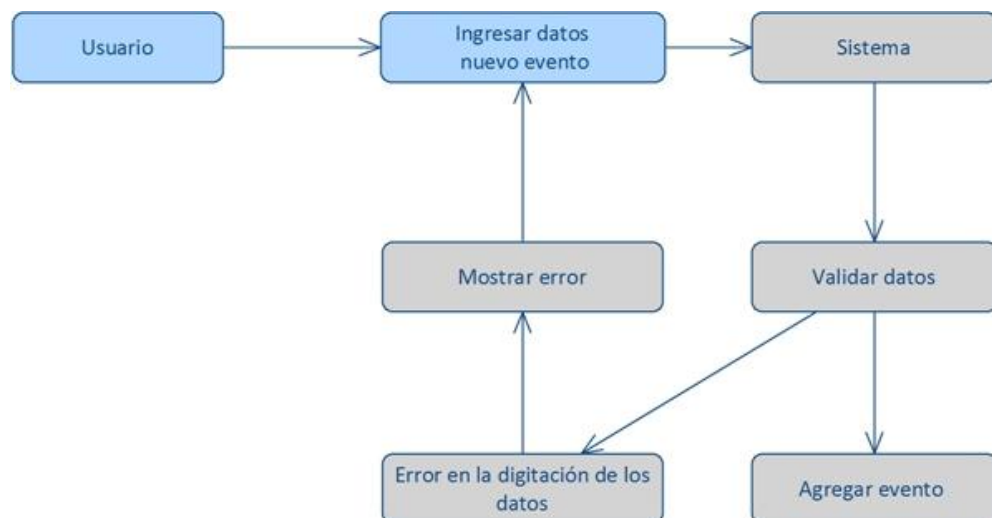 Usuario
Ingresar datos
nuevo evento
Sistema
Mostrar error
Validar datos
Error en la digitación de los
datos
Agregar evento